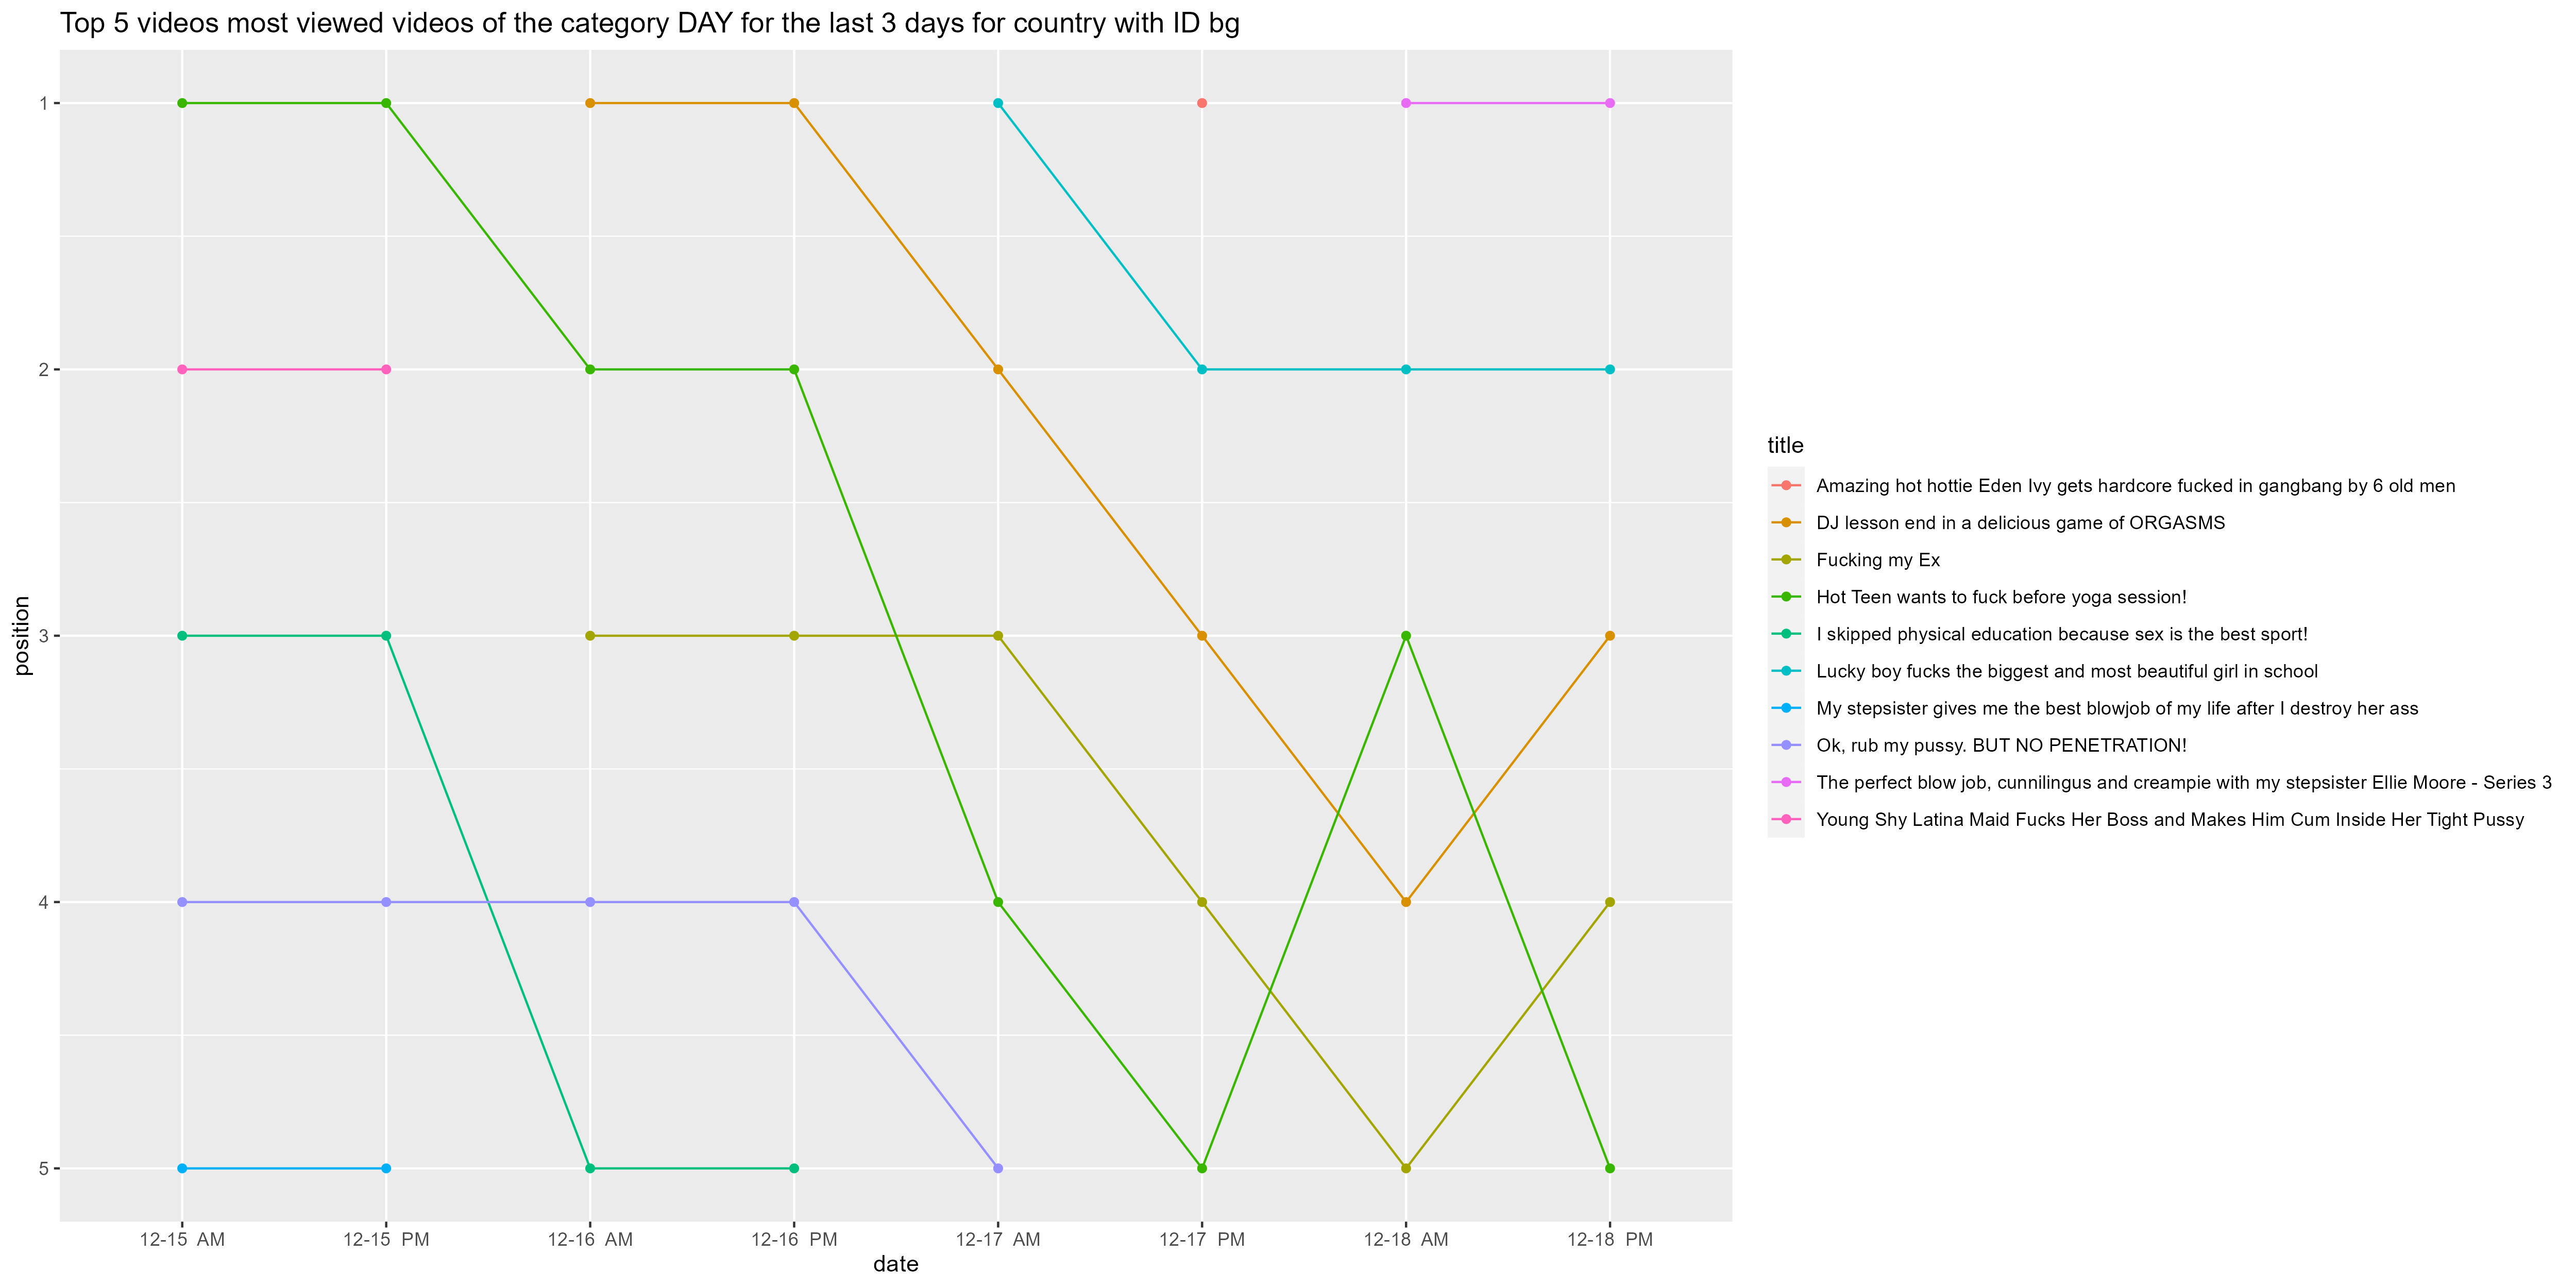 Top 5 videos most viewed videos of the category DAY for the last 3 days for country with ID bg
position
1
2
3
4
5
12-15 AM
12-15 PM
12-16 AM
12-16 PM
12-17 AM
12-17 PM
12-18 AM
12-18 PM
date
title
Amazing hot hottie Eden Ivy gets hardcore fucked in gangbang by 6 old men
DJ lesson end in a delicious game of ORGASMS
Fucking my Ex
Hot Teen wants to fuck before yoga session!
I skipped physical education because sex is the best sport!
Lucky boy fucks the biggest and most beautiful girl in school
My stepsister gives me the best blowjob of my life after I destroy her ass
Ok, rub my pussy. BUT NO PENETRATION!
The perfect blow job, cunnilingus and creampie with my stepsister Ellie Moore - Series 3
Young Shy Latina Maid Fucks Her Boss and Makes Him Cum Inside Her Tight Pussy